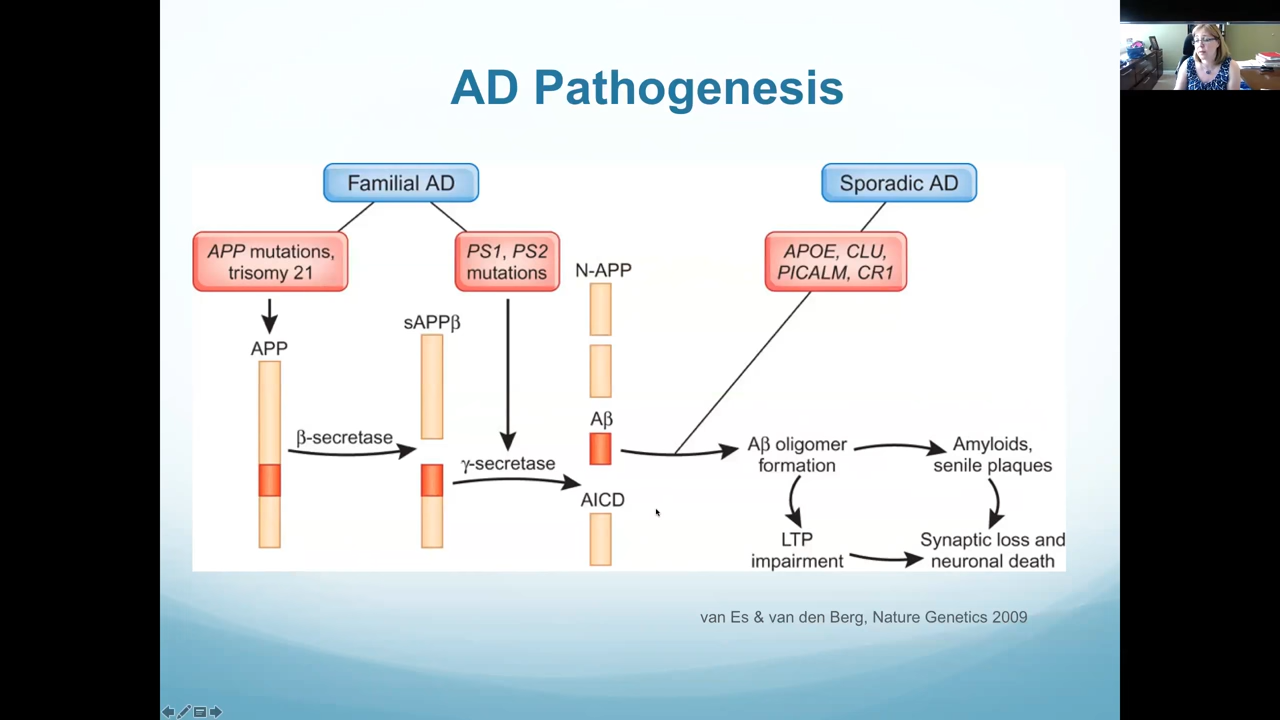 AD Pathogenesis
Familial AD
Sporadic AD
APP mutations,
trisomy 21
PS1, PS2
mutations
APOE, CLU,
PICALM, CR1
N-APP
sAPPβ
APP
Aβ
β-secretase
γ-secretase
AICD
Aβ oligomer
formation
Amyloids,
senile plaques
LTP
impairment
Synaptic loss and
neuronal death
van Es & van den Berg, Nature Genetics 2009